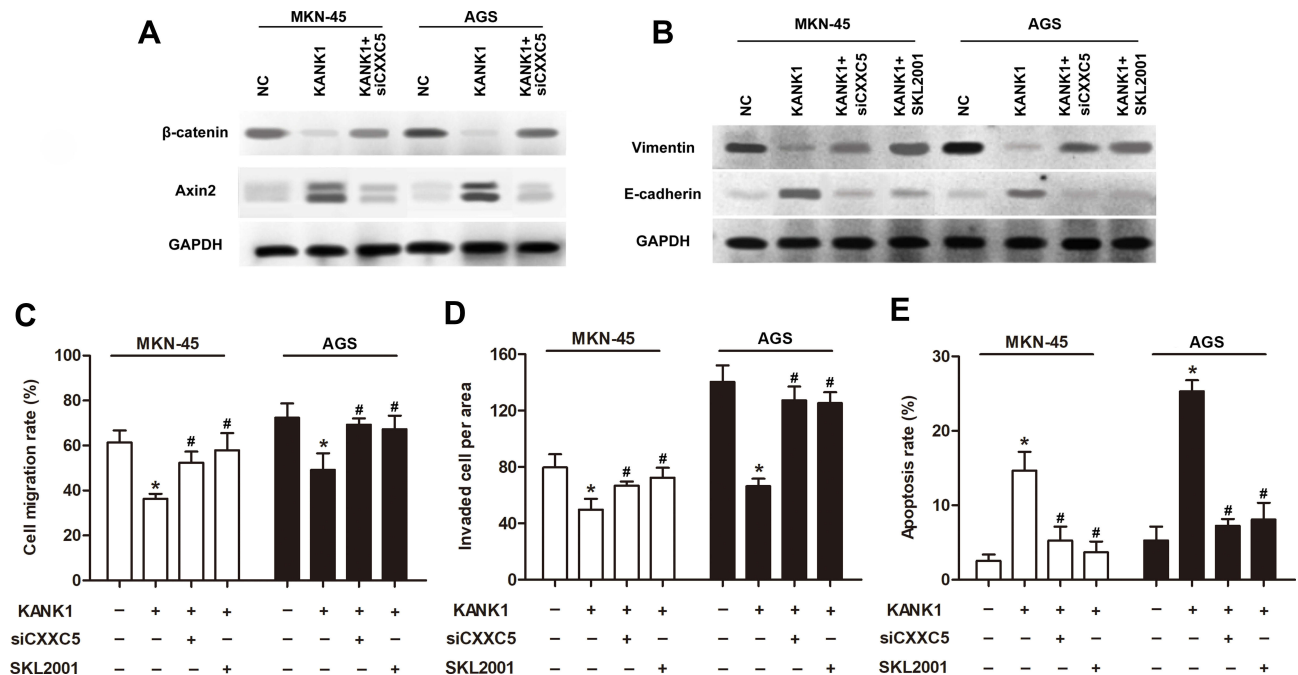 A
MKN-45 AGS
NC KANK1 KANK1+ siCXXC5 NC KANK1 KANK1+ siCXXC5
β-catenin
Axin2
GAPDH
B
MKN-45 AGS
NC KANK1 KANK1+ siCXXC5 KANK1+ SKL2001 NC KANK1 KANK1+ siCXXC5 KANK1+ SKL2001
Vimentin
E-cadherin
GAPDH
C
MKN-45 AGS
Cell migration rate (%)
100
80
60
40
20
0
* # # * # #
KANK1 – + + + – + + +
siCXXC5 – – + – – – + –
SKL2001 – – – + – – – +
D
MKN-45 AGS
Invaded cell per area
160
120
80
40
0
* # # * # #
KANK1 – + + + – + + +
siCXXC5 – – + – – – + –
SKL2001 – – – + – – – +
E
MKN-45 AGS
Apoptosis rate (%)
30
20
10
0
* # # * # #
KANK1 – + + + – + + +
siCXXC5 – – + – – – + –
SKL2001 – – – + – – – +